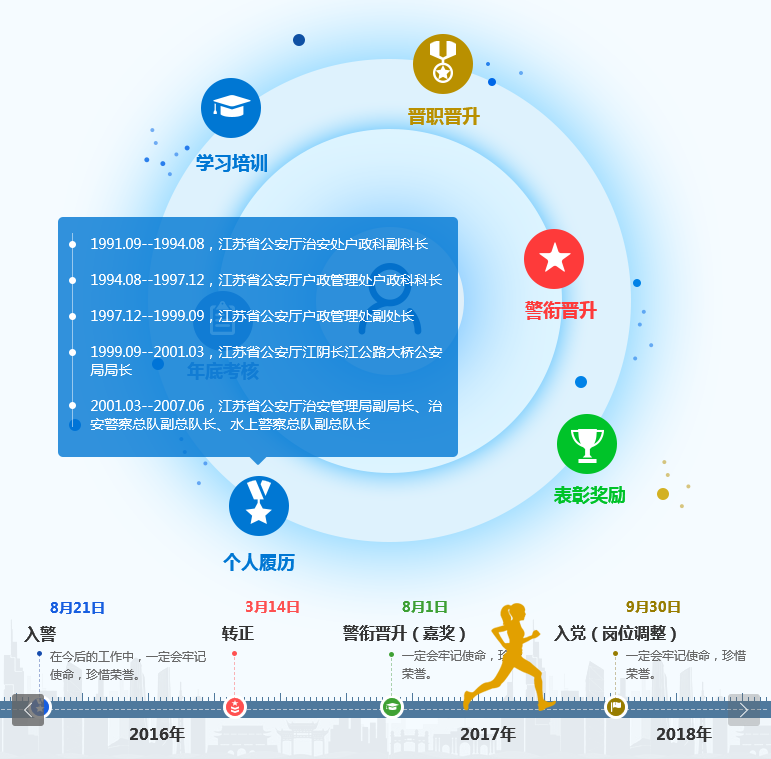 晋职晋升
学习培训
1991.09--1994.08，江苏省公安厅治安处户政科副科长
1994.08--1997.12，江苏省公安厅户政管理处户政科科长
警衔晋升
1997.12--1999.09，江苏省公安厅户政管理处副处长
1999.09--2001.03，江苏省公安厅江阴长江公路大桥公安
局局长
年底考核
2001.03--2007.06，江苏省公安厅治安管理局副局长、治
安警察总队副总队长、水上警察总队副总队长
表彰奖励
个人履历
8月21日
入警
在今后的工作中，一定会牢记
使命，珍惜荣誉。
3月14日
转正
8月1日
警衔晋升（嘉奖）
一定会牢记使命，珍
荣誉。
9月30日
入党（岗位调整）
一定会牢记使命，珍惜
荣誉。
2016年
2017年
2018年